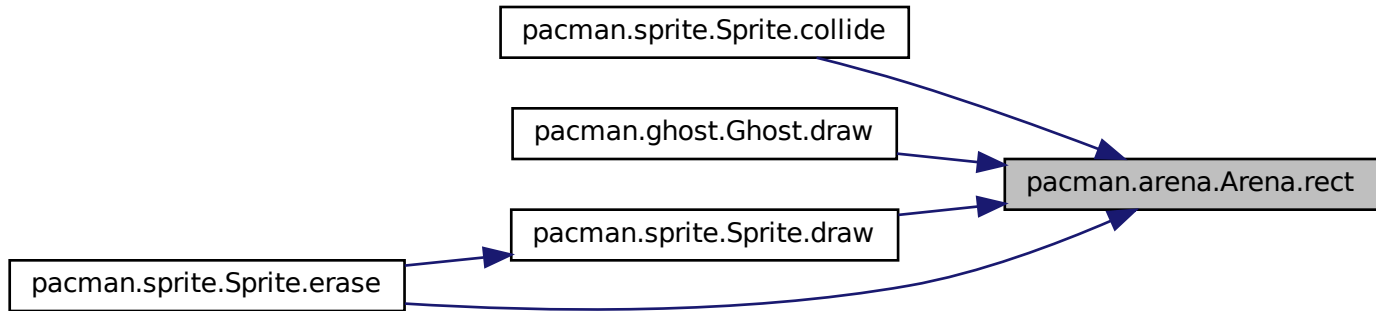 pacman.sprite.Sprite.collide
pacman.ghost.Ghost.draw
pacman.arena.Arena.rect
pacman.sprite.Sprite.draw
pacman.sprite.Sprite.erase